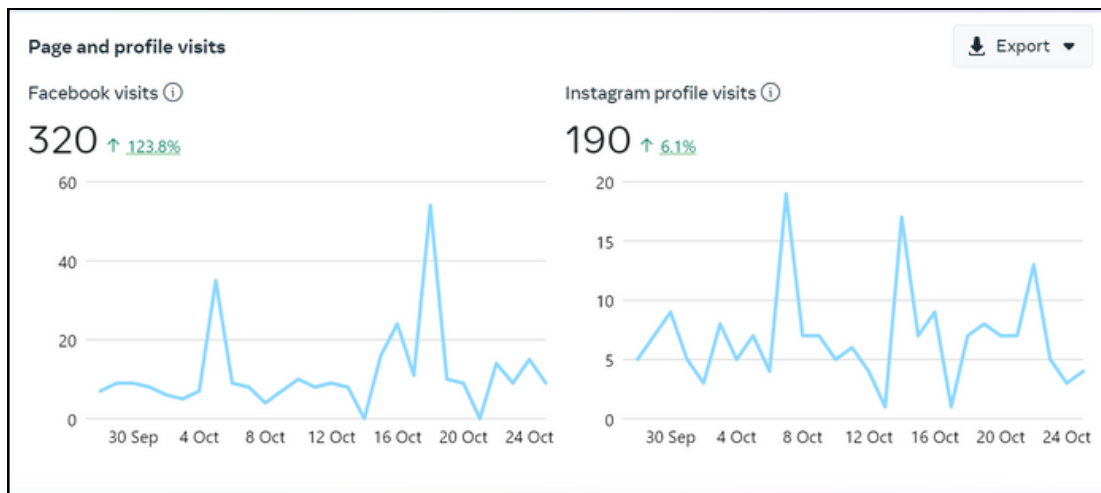 Page and profile visits
Export
Facebook visits
320 ↑ 123.8%
60
40
20
0
30 Sep 4 Oct 8 Oct 12 Oct 16 Oct 20 Oct 24 Oct
Instagram profile visits
190 ↑ 6.1%
20
15
10
5
0
30 Sep 4 Oct 8 Oct 12 Oct 16 Oct 20 Oct 24 Oct